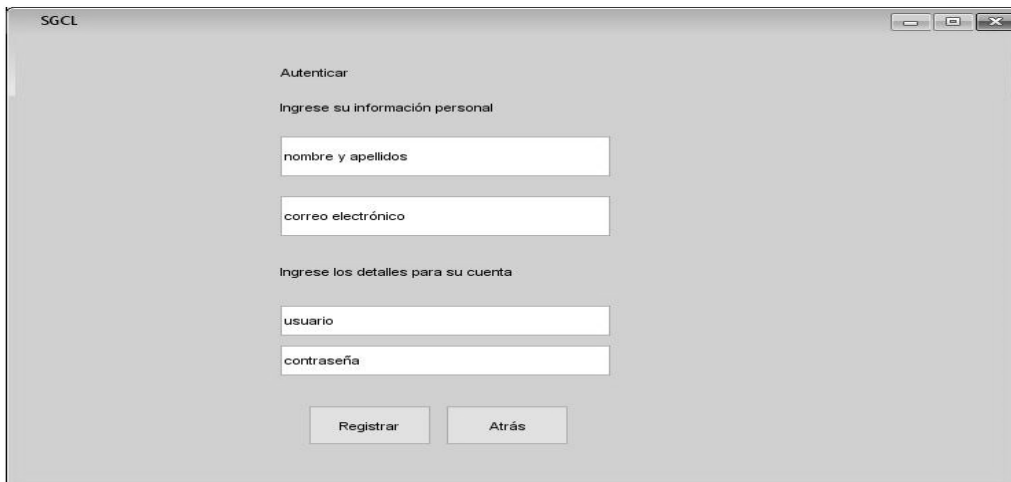 SGCL
Autenticar
Ingrese su información personal
nombre y apellidos
correo electrónico
Ingrese los detalles para su cuenta
usuario
contraseña
Registrar Atrás